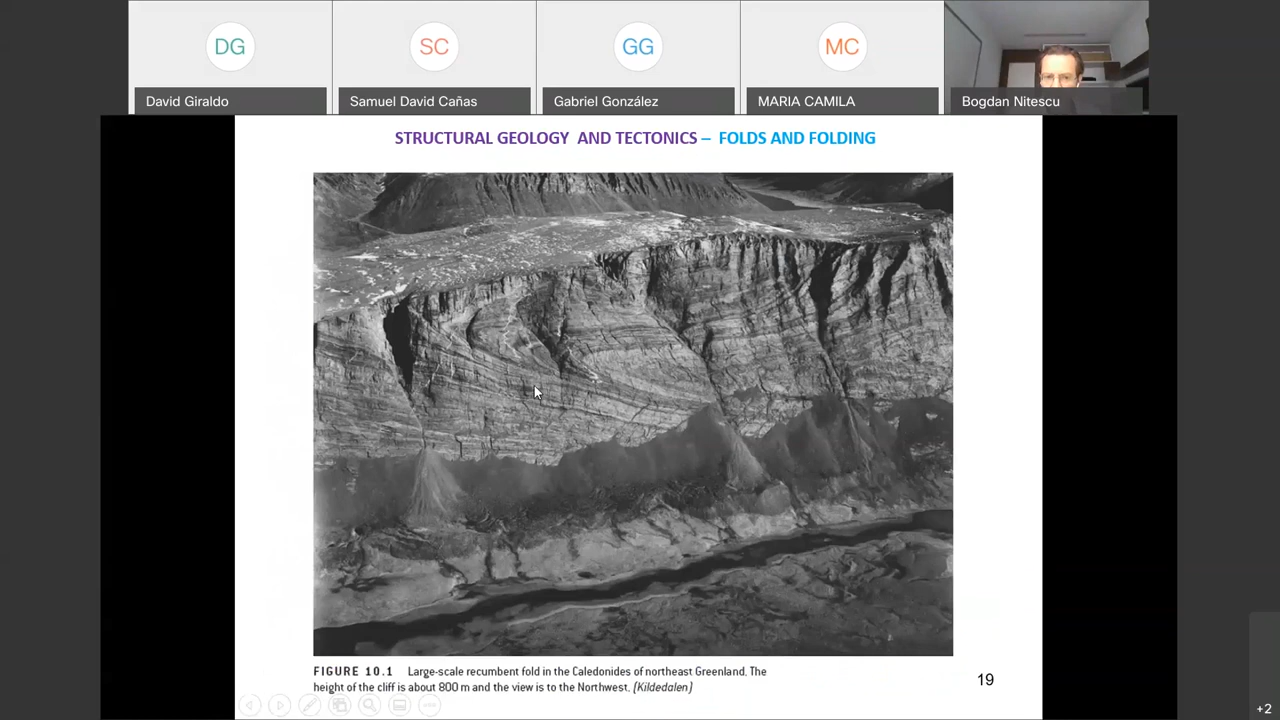 DG
SC
GG
MC
David Giraldo
Samuel David Cañas
Gabriel González
MARIA CAMILA
Bogdan Nitescu
STRUCTURAL GEOLOGY AND TECTONICS – FOLDS AND FOLDING
FIGURE 10.1 Large-scale recumbent fold in the Caledonides of northeast Greenland. The
height of the cliff is about 800 m and the view is to the Northwest. (Kildedalen)
19
+2